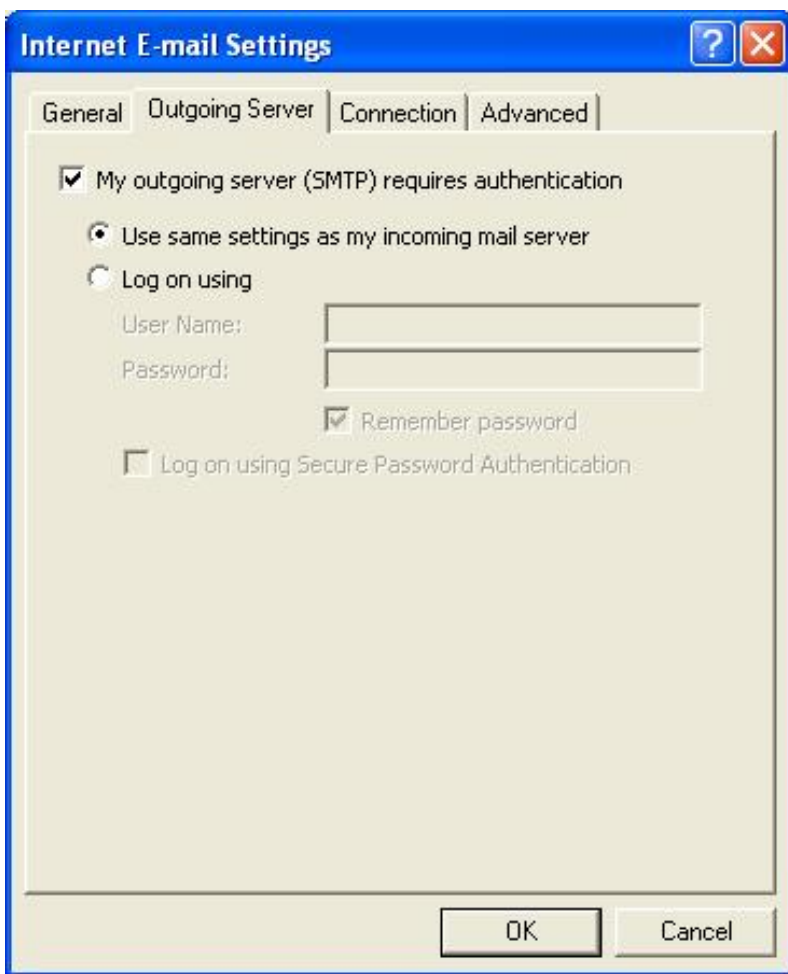 Internet E-mail Settings
General Outgoing Server Connection Advanced
My outgoing server (SMTP) requires authentication
Use same settings as my incoming mail server
Log on using
User Name:
Password:
Remember password
Log on using Secure Password Authentication
OK Cancel